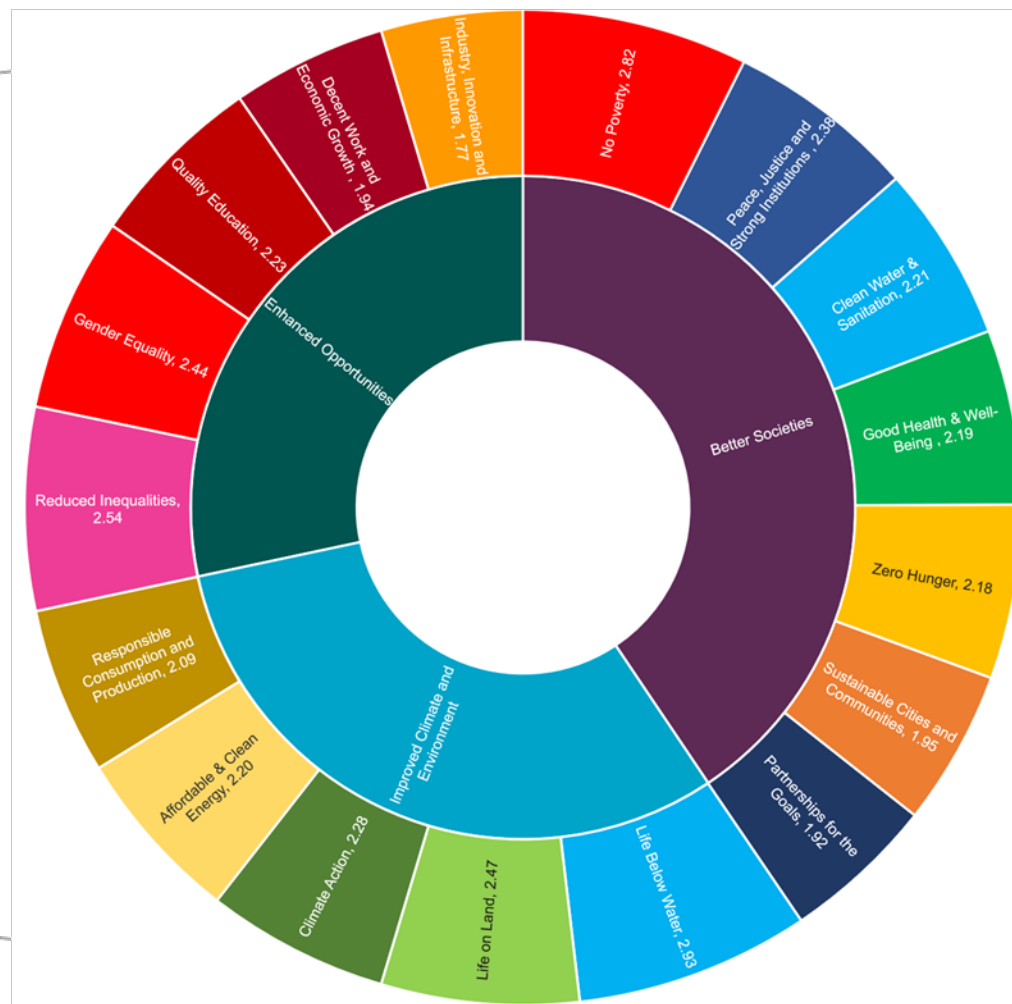 No Poverty, 2.82
Peace, Justice and
Strong Institutions , 2.38
Clean Water &
Sanitation, 2.21
Good Health & Well-
Being , 2.19
Zero Hunger, 2.18
Sustainable Cities and
Communities, 1.95
Partnerships for the
Goals, 1.92
Life Below Water, 2.93
Life on Land, 2.47
Climate Action, 2.28
Affordable & Clean
Energy, 2.20
Responsible
Consumption and
Production, 2.09
Reduced Inequalities,
2.54
Gender Equality, 2.44
Quality Education, 2.23
Decent Work and
Economic Growth , 1.94
Industry, Innovation and
Infrastructure, 1.77
Better Societies
Improved Climate and
Environment
Enhanced Opportunities